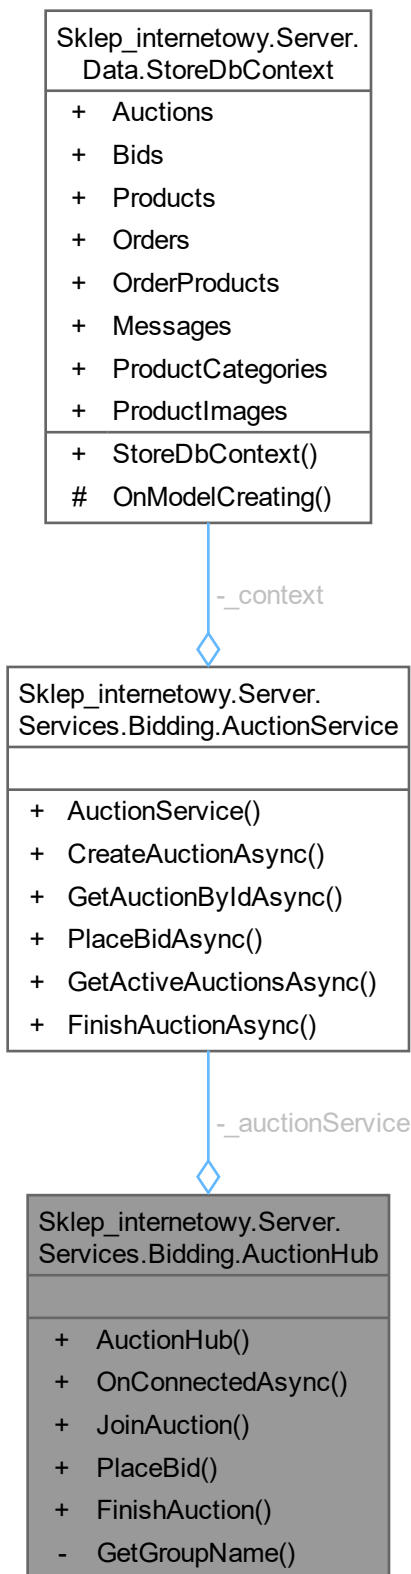 Sklep_internetowy.Server.
Data.StoreDbContext
+ Auctions
+ Bids
+ Products
+ Orders
+ OrderProducts
+ Messages
+ ProductCategories
+ ProductImages
+ StoreDbContext()
# OnModelCreating()
-_context
Sklep_internetowy.Server.
Services.Bidding.AuctionService
+ AuctionService()
+ CreateAuctionAsync()
+ GetAuctionByIdAsync()
+ PlaceBidAsync()
+ GetActiveAuctionsAsync()
+ FinishAuctionAsync()
-_auctionService
Sklep_internetowy.Server.
Services.Bidding.AuctionHub
+ AuctionHub()
+ OnConnectedAsync()
+ JoinAuction()
+ PlaceBid()
+ FinishAuction()
- GetGroupName()